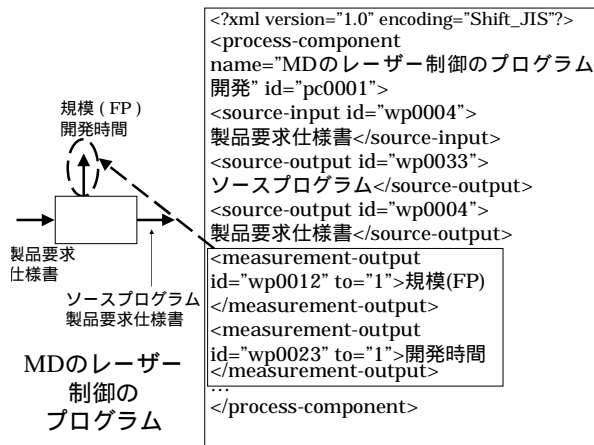 規模 ( FP )
開発時間
製品要求
仕様書
ソースプログラム
製品要求仕様書
MDのレーザー
制御の
プログラム
<?xml version=”1.0” encoding=”Shift_JIS”?>
<process-component
name=”MDのレーザー制御のプログラム
開発” id=”pc0001”>
<source-input id=”wp0004”>
製品要求仕様書</source-input>
<source-output id=”wp0033”>
ソースプログラム</source-output>
<source-output id=”wp0004”>
製品要求仕様書</source-output>
<measurement-output
id=”wp0012” to=”1”>規模(FP)
</measurement-output>
<measurement-output
id=”wp0023” to=”1”>開発時間
</measurement-output>
…
</process-component>